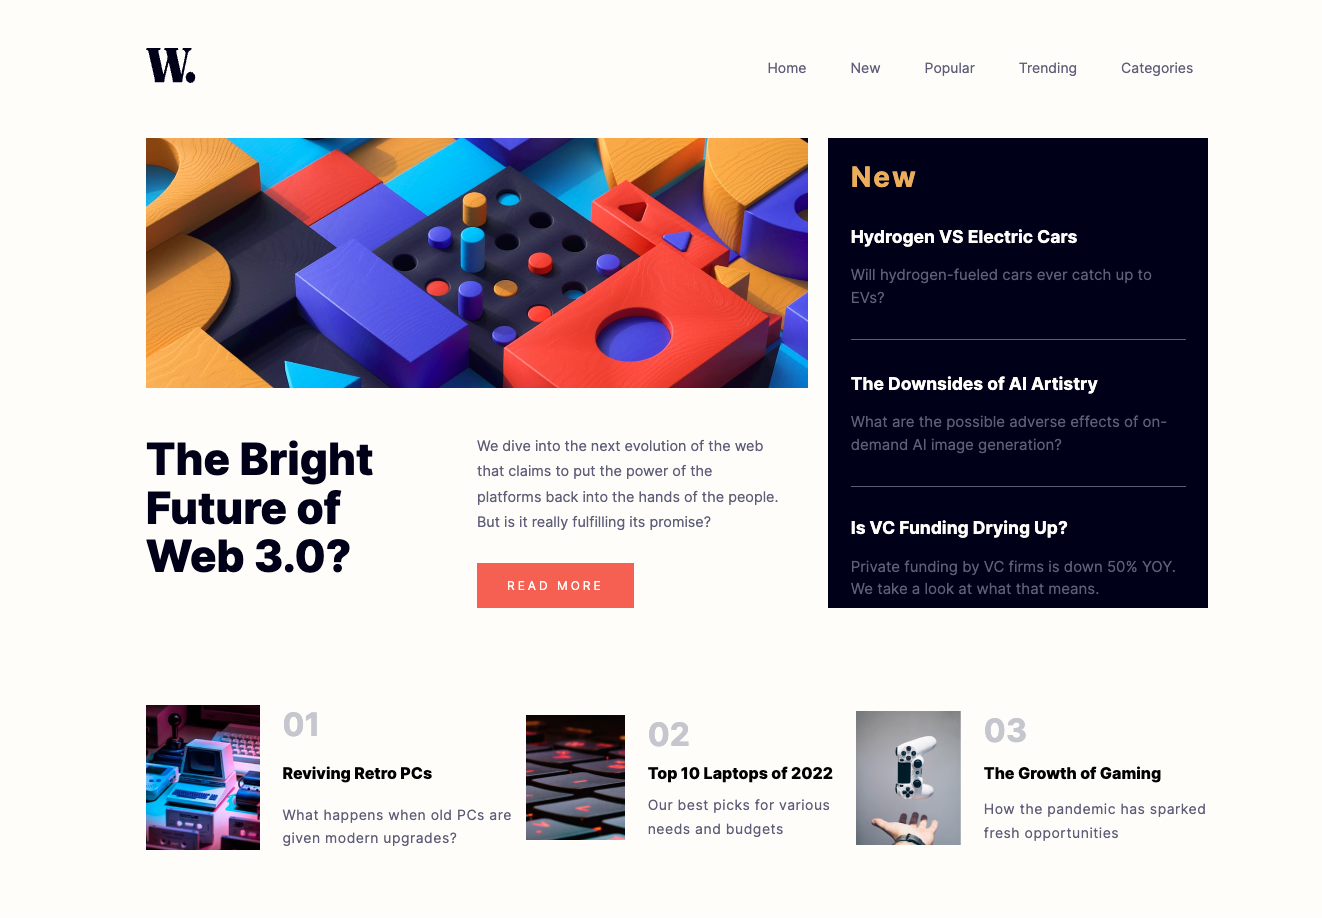 W.
Home
New
Popular
Trending
Categories
The Bright
Future of
Web 3.0?
We dive into the next evolution of the web
that claims to put the power of the
platforms back into the hands of the people.
But is it really fulfilling its promise?
READ MORE
New
Hydrogen VS Electric Cars
Will hydrogen-fueled cars ever catch up to
EVs?
The Downsides of AI Artistry
What are the possible adverse effects of on-
demand AI image generation?
Is VC Funding Drying Up?
Private funding by VC firms is down 50% YOY.
We take a look at what that means.
01
Reviving Retro PCs
What happens when old PCs are
given modern upgrades?
02
Top 10 Laptops of 2022
Our best picks for various
needs and budgets
03
The Growth of Gaming
How the pandemic has sparked
fresh opportunities